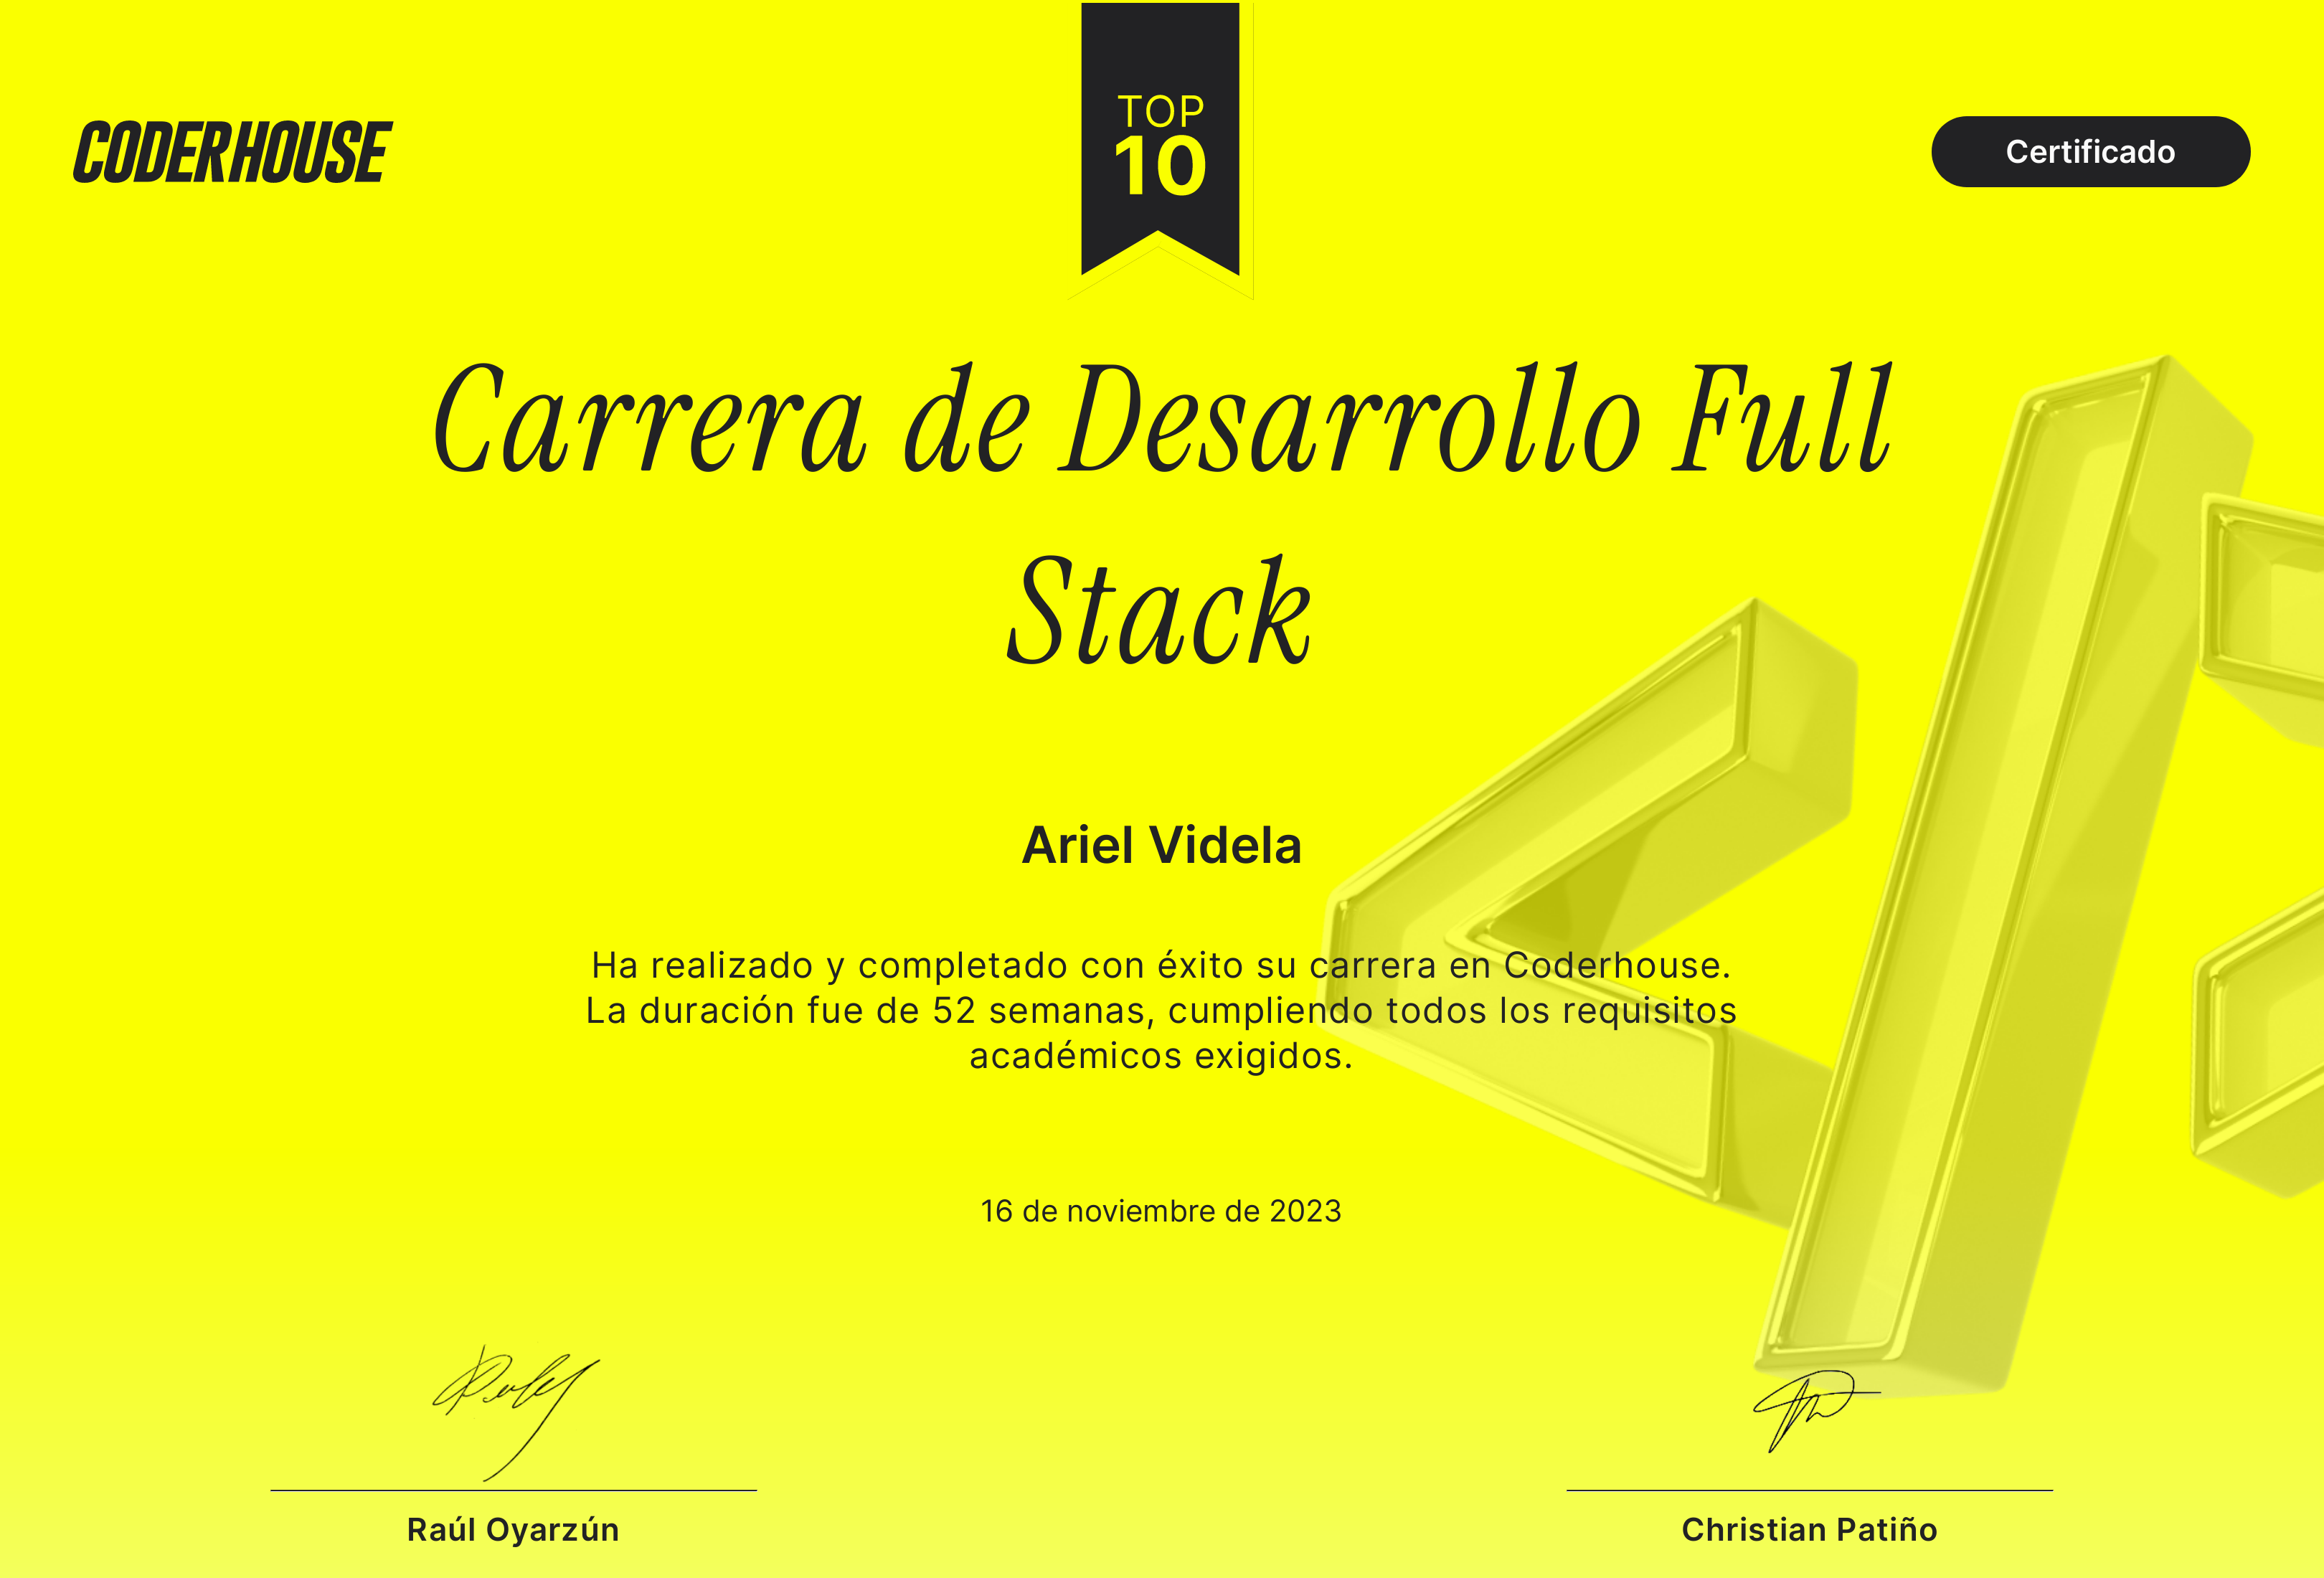 CODERHOUSE
TOP
10
Certificado
Carrera de Desarrollo Full
Stack
Ariel Videla
Ha realizado y completado con éxito su carrera en Coderhouse.
La duración fue de 52 semanas, cumpliendo todos los requisitos
académicos exigidos.
16 de noviembre de 2023
Raúl Oyarzún
Christian Patiño